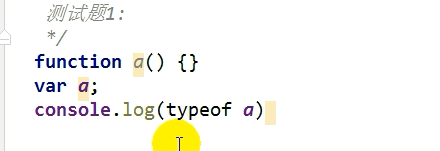 测试题1:
*/
function a() {}
var a;
console.log(typeof a)